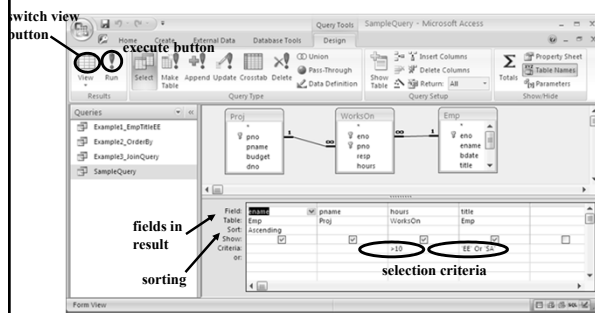 switch view
button
execute button
Query Tools SampleQuery - Microsoft Access
Home Create External Data Database Tools Design
View Run Select Make Table Append Update Crosstab Delete
Union
Pass-Through
Data Definition
Show Table
Insert Columns
Delete Columns
Return: All
Totals
Property Sheet
Table Names
Parameters
Results Query Type Query Setup Show/Hide
Queries
Example1_EmpTitleEE
Example2_OrderBy
Example3_JoinQuery
SampleQuery
Proj
*
pno
pname
budget
dno
WorksOn
*
eno
pno
resp
hours
Emp
*
eno
ename
bdate
title
1 ∞ ∞ 1
fields in
result
sorting
Field: ename pname hours title
Table: Emp Proj WorksOn Emp
Sort: Ascending
Show:
Criteria: >10 'EE' Or 'SA'
or:
selection criteria
Form View
SQL